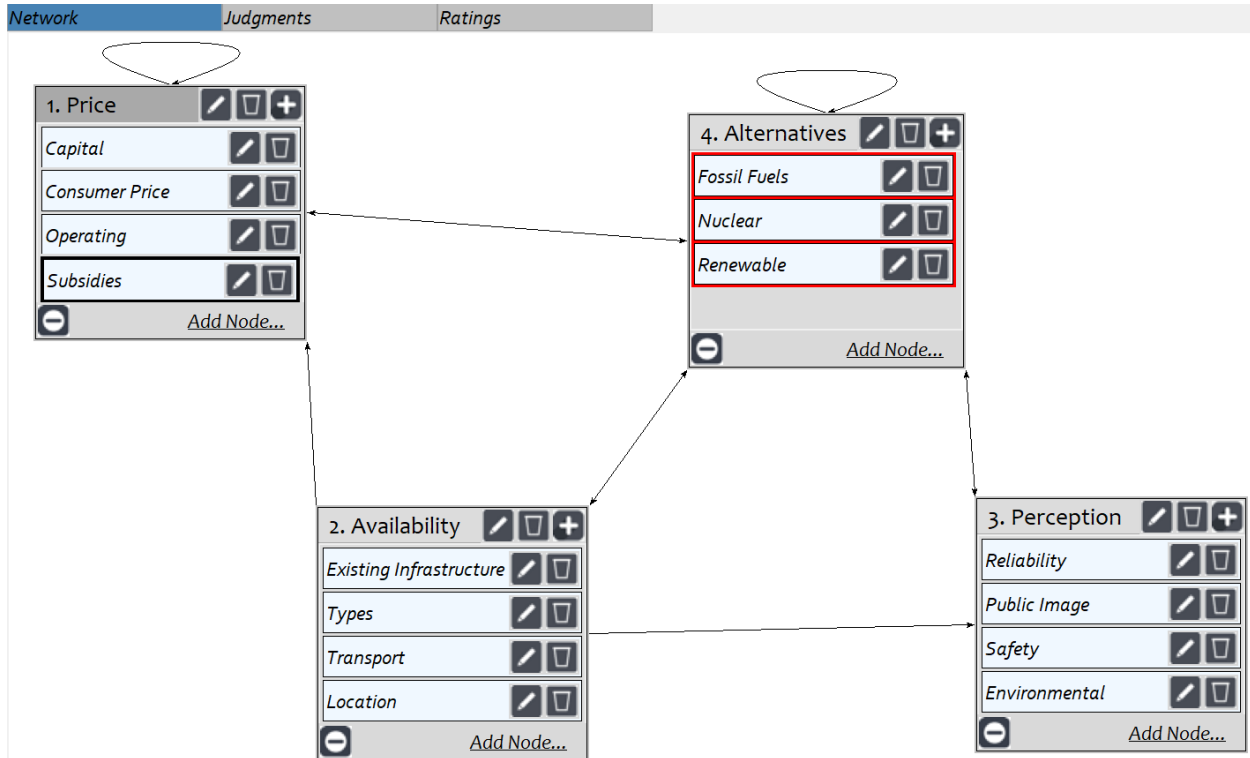 Network
Judgments
Ratings
1. Price
Capital
Consumer Price
Operating
Subsidies
Add Node...
4. Alternatives
Fossil Fuels
Nuclear
Renewable
Add Node...
2. Availability
Existing Infrastructure
Types
Transport
Location
Add Node...
3. Perception
Reliability
Public Image
Safety
Environmental
Add Node...